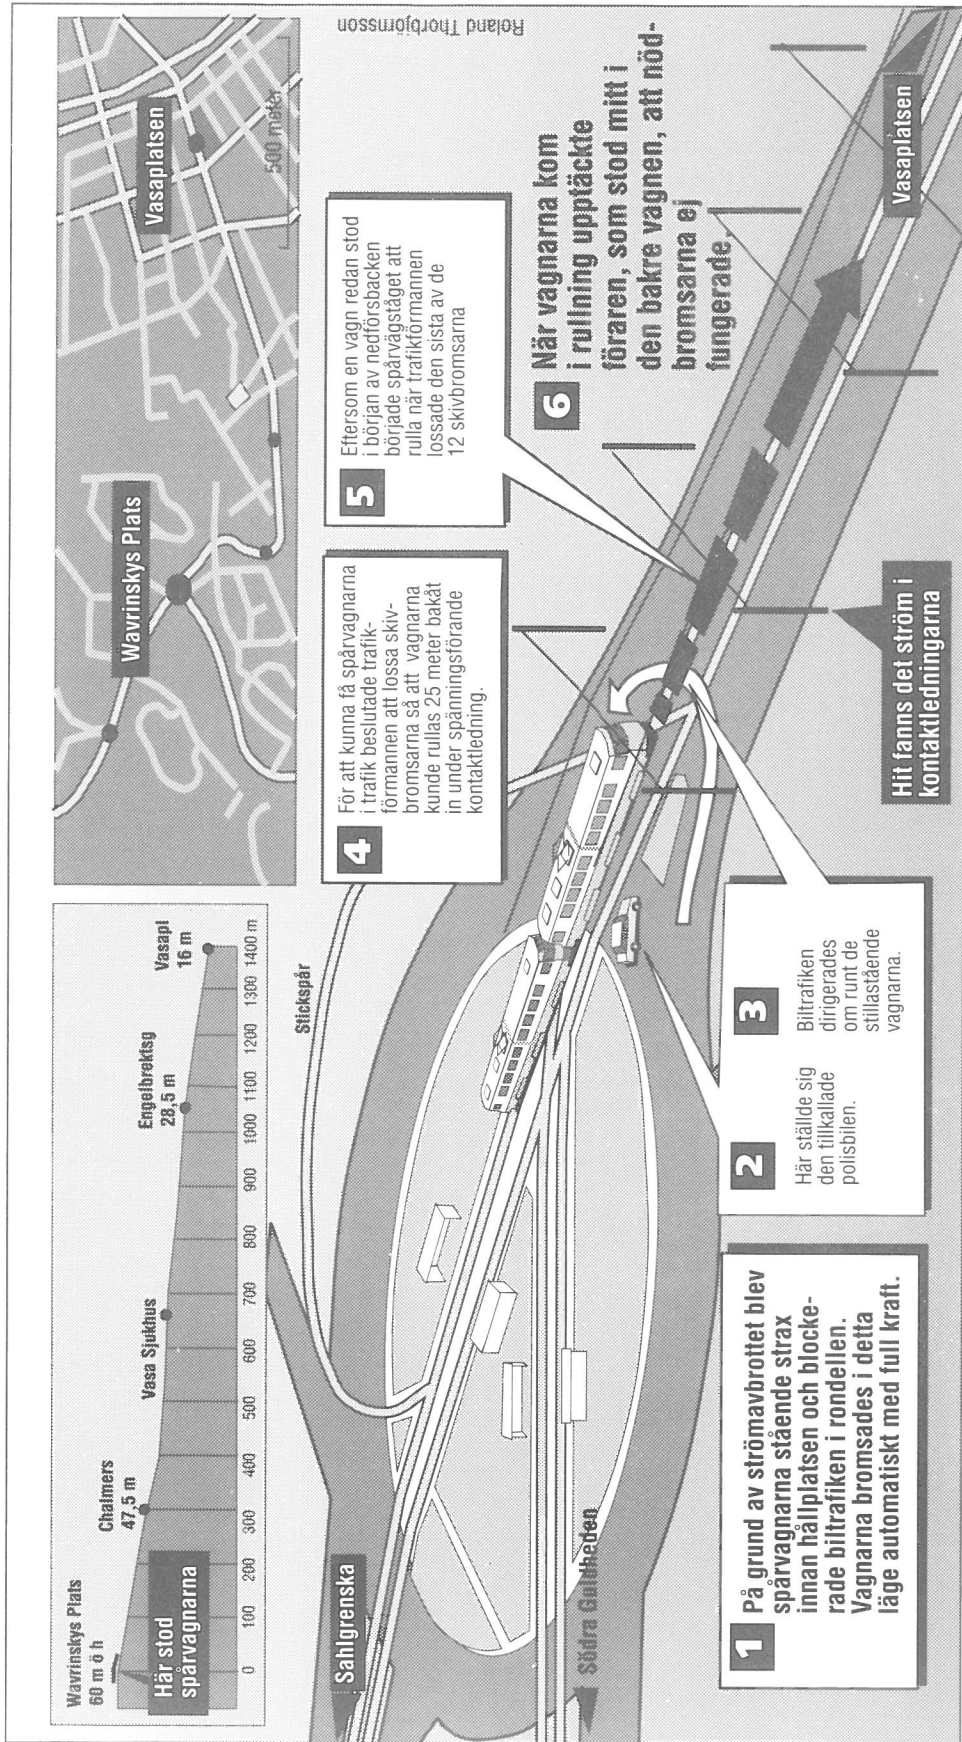 Wavrinskys Plats
60 m ö h
Här stod
spårvagnarna
Chalmers
47,5 m
Vasa Sjukhus
Engelbrektsg
28,5 m
Vasapl
16 m
0 100 200 300 400 500 600 700 800 900 1000 1100 1200 1300 1400 m
Wavrinskys Plats
Vasaplatsen
500 meter
Roland Thorbjörnsson
Stickspår
Sahlgrenska
Södra Guldheden
1
På grund av strömavbrottet blev
spårvagnarna stående strax
innan hållplatsen och blocke-
rade biltrafiken i rondellen.
Vagnarna bromsades i detta
läge automatiskt med full kraft.
2
Här ställde sig
den tillkallade
polisbilen.
3
Biltrafiken
dirigerades
om runt de
stillastående
vagnarna.
4
För att kunna få spårvagnarna
i trafik beslutade trafik-
förmannen att lossa skiv-
bromsarna så att vagnarna
kunde rullas 25 meter bakåt
in under spänningsförande
kontaktledning.
5
Eftersom en vagn redan stod
i början av nedförsbacken
började spårvägståget att
rulla när trafikförmannen
lossade den sista av de
12 skivbromsarna
6
När vagnarna kom
i rullning upptäckte
föraren, som stod mitt i
den bakre vagnen, att nöd-
bromsarna ej
fungerade.
Hit fanns det ström i
kontaktledningarna
Vasaplatsen